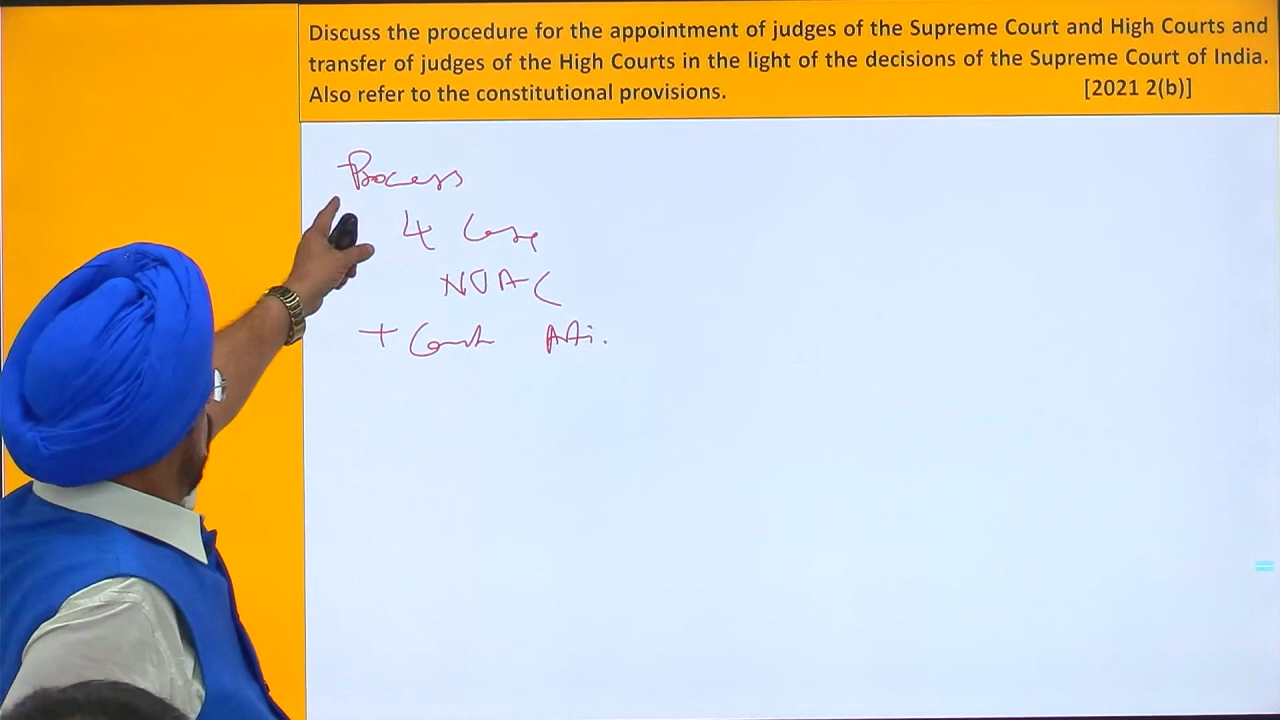 Discuss the procedure for the appointment of judges of the Supreme Court and High Courts and
transfer of judges of the High Courts in the light of the decisions of the Supreme Court of India.
Also refer to the constitutional provisions. [2021 2(b)]
Process
4 Case
NJAC
+